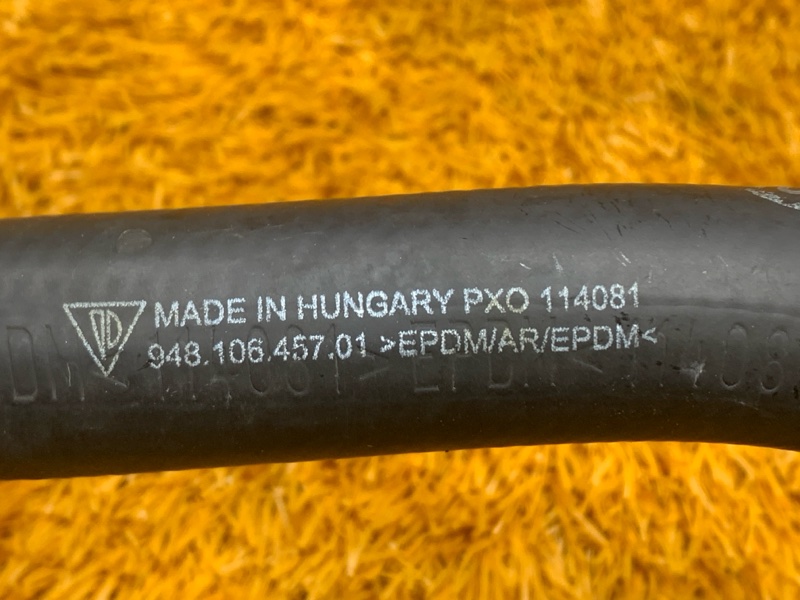 MADE IN HUNGARY PXO 114081
948.106.457.01 >EPDM/AR/EPDM<